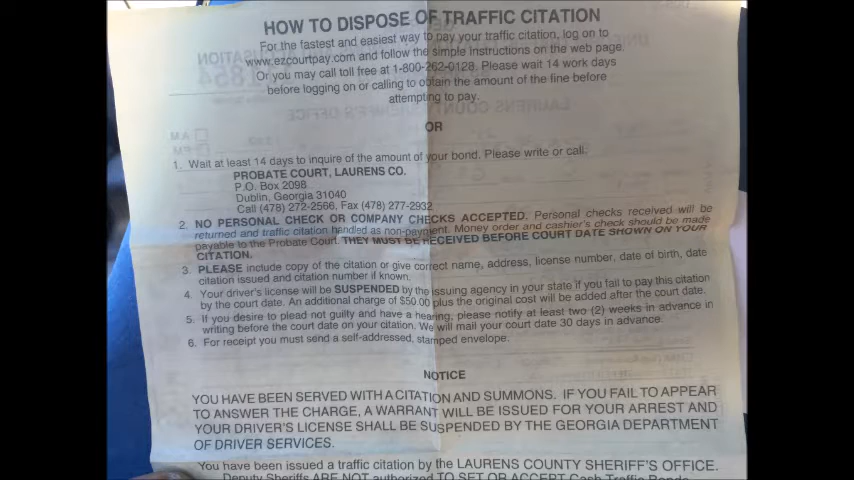 HOW TO DISPOSE OF TRAFFIC CITATION
For the fastest and easiest way to pay your traffic citation, log on to
www.ezcourtpay.com and follow the simple instructions on the web page.
Or you may call toll free at 1-800-262-0128. Please wait 14 work days
before logging on or calling to obtain the amount of the fine before
attempting to pay.
OR
1. Wait at least 14 days to inquire of the amount of your bond. Please write or call:
PROBATE COURT, LAURENS CO.
P.O. Box 2098
Dublin, Georgia 31040
Call (478) 272-2566, Fax (478) 277-2932
2. NO PERSONAL CHECK OR COMPANY CHECKS ACCEPTED. Personal checks received will be
returned and traffic citation handled as non-payment. Money order and cashier's check should be made
payable to the Probate Court. THEY MUST BE RECEIVED BEFORE COURT DATE SHOWN ON YOUR
CITATION.
3. PLEASE include copy of the citation or give correct name, address, license number, date of birth, date
citation issued and citation number if known.
4. Your driver's license will be SUSPENDED by the issuing agency in your state if you fail to pay this citation
by the court date. An additional charge of $50.00 plus the original cost will be added after the court date.
5. If you desire to plead not guilty and have a hearing, please notify at least two (2) weeks in advance in
writing before the court date on your citation. We will mail your court date 30 days in advance.
6. For receipt you must send a self-addressed, stamped envelope.
NOTICE
YOU HAVE BEEN SERVED WITH A CITATION AND SUMMONS. IF YOU FAIL TO APPEAR
TO ANSWER THE CHARGE, A WARRANT WILL BE ISSUED FOR YOUR ARREST AND
YOUR DRIVER'S LICENSE SHALL BE SUSPENDED BY THE GEORGIA DEPARTMENT
OF DRIVER SERVICES.
You have been issued a traffic citation by the LAURENS COUNTY SHERIFF'S OFFICE.
Deputy Sheriffs ARE NOT authorized TO SET OR ACCEPT Cash Traffic Bonds